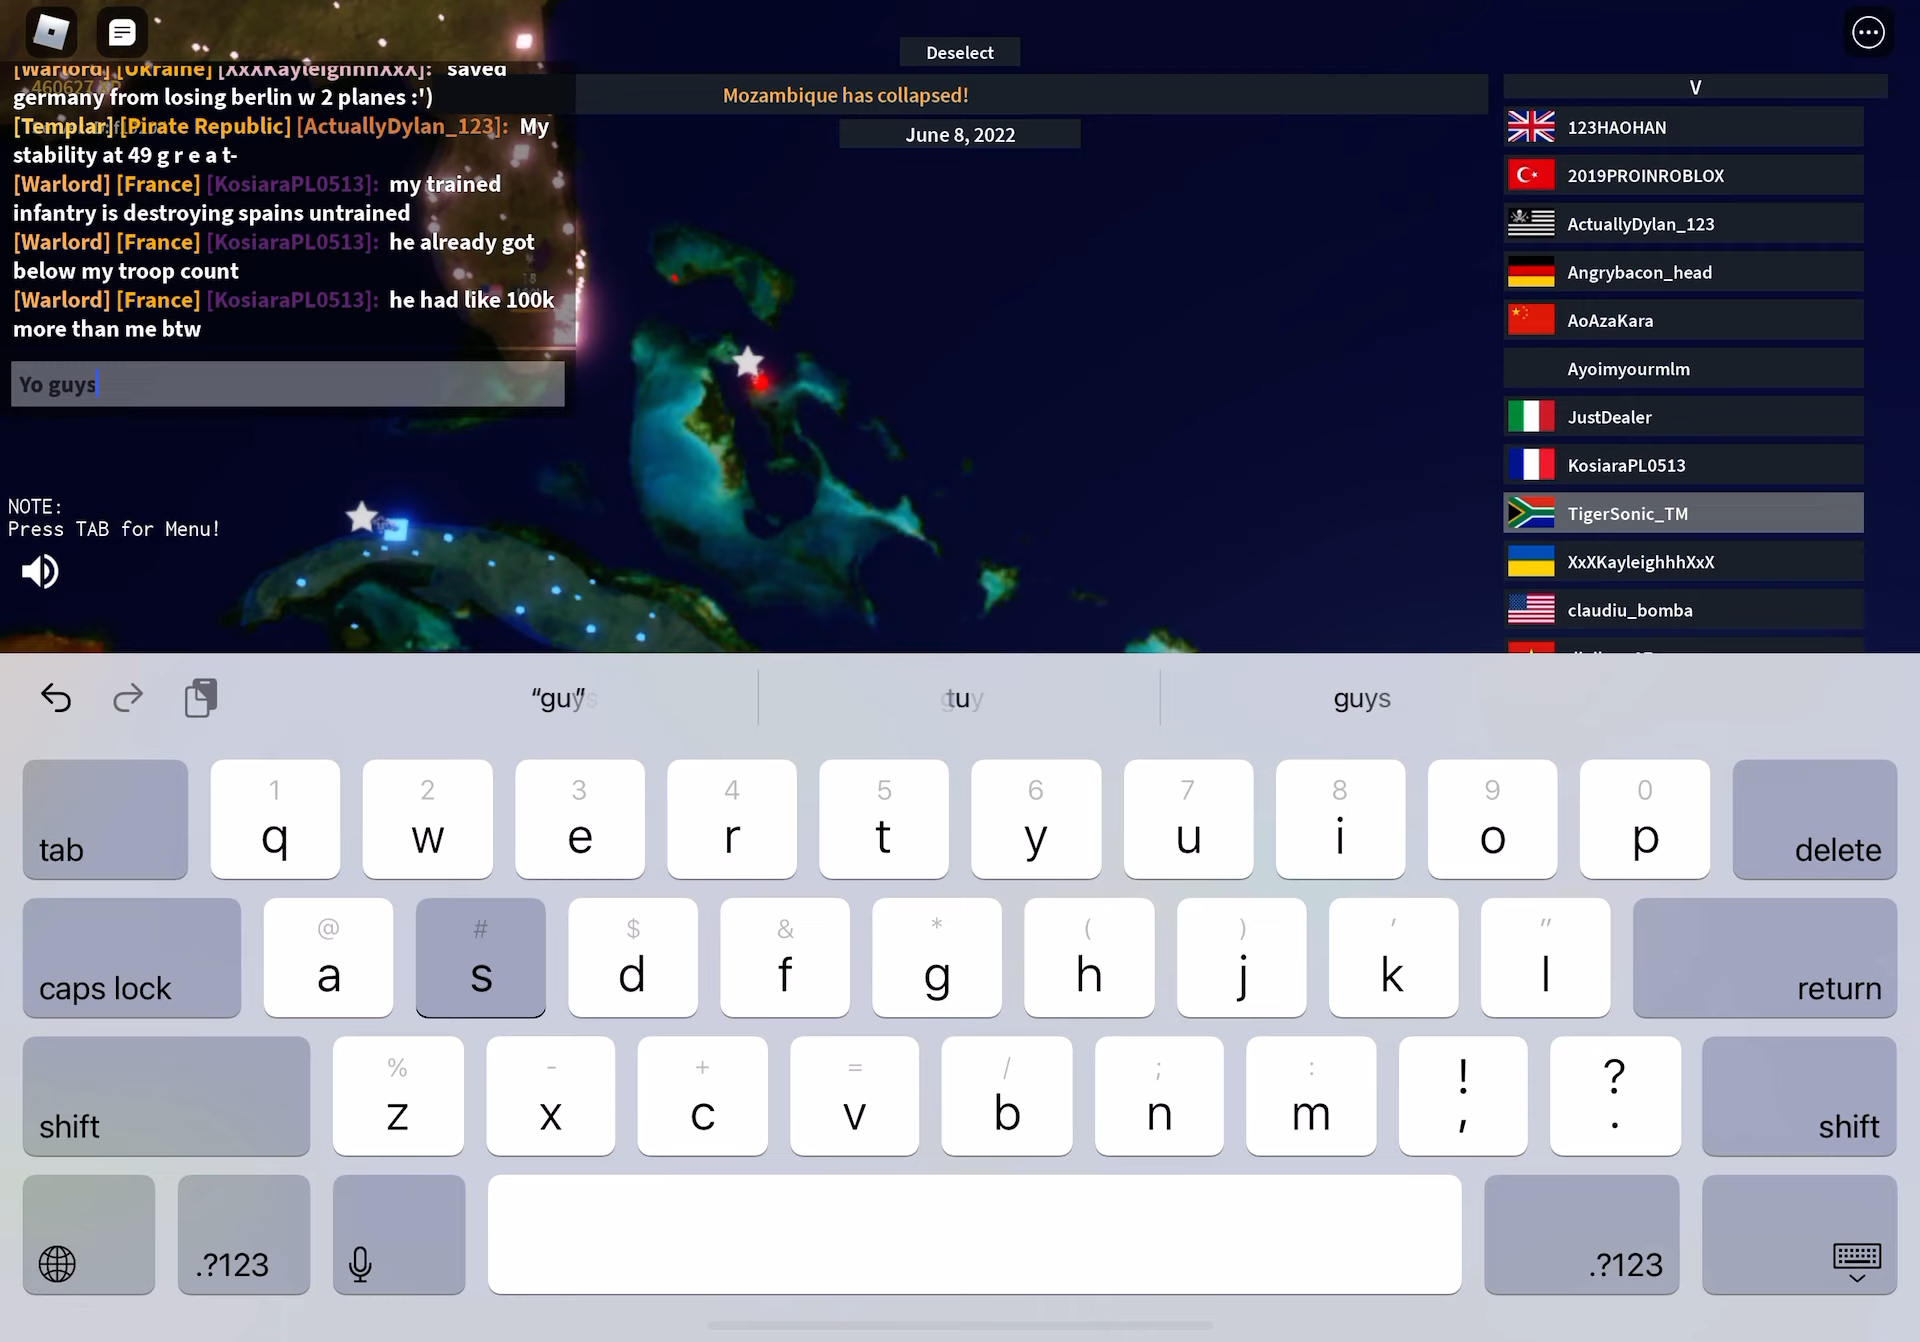 Deselect
Mozambique has collapsed!
June 8, 2022
[Warlord] [Ukraine] [XxXKayleighhhXxX]: saved
germany from losing berlin w 2 planes :')
[Templar] [Pirate Republic] [ActuallyDylan_123]: My
stability at 49 g r e a t-
[Warlord] [France] [KosiaraPL0513]: my trained
infantry is destroying spains untrained
[Warlord] [France] [KosiaraPL0513]: he already got
below my troop count
[Warlord] [France] [KosiaraPL0513]: he had like 100k
more than me btw
Yo guys
NOTE:
Press TAB for Menu!
V
123HAOHAN
2019PROINROBLOX
ActuallyDylan_123
Angrybacon_head
AoAzaKara
Ayoimyourmlm
JustDealer
KosiaraPL0513
TigerSonic_TM
XxXKayleighhhXxX
claudiu_bomba
“guy” tuy guys
1 2 3 4 5 6 7 8 9 0
tab q w e r t y u i o p delete
@ # $ & * ( ) ' "
caps lock a s d f g h j k l return
% - + = / ; : ! ?
shift z x c v b n m , . shift
.?123 .?123